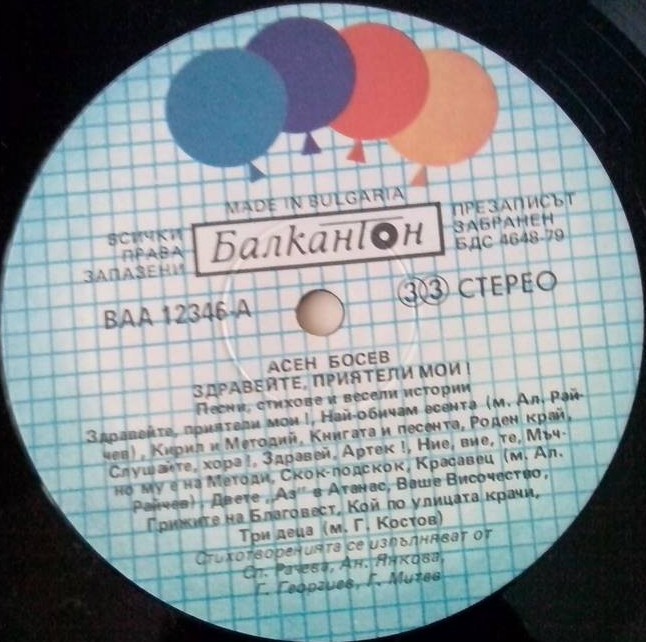 MADE IN BULGARIA
ВСИЧКИ
ПРАВА
ЗАПАЗЕНИ
Балкантон
ПРЕЗАПИСЪТ
ЗАБРАНЕН
БДС 4648-79
ВАА 12346-А
33 СТЕРЕО
АСЕН БОСЕВ
ЗДРАВЕЙТЕ, ПРИЯТЕЛИ МОИ !
Песни, стихове и весели истории
Здравейте, приятели мои !, Най-обичам есента (м. Ал. Рай-
чев), Кирил и Методий, Книгата и песента, Роден край,
Слушайте, хора !, Здравей, Артек !, Ние, вие, те, Мъч-
но му е на Методи, Скок-подскок, Красавец (м. Ал.
Райчев), Двете „Аз" в Атанас, Ваше Височество,
Грижите на Благовест, Кой по улицата крачи,
Три деца (м. Г. Костов)
Стихотворенията се изпълняват от
Сл. Рачева, Ан. Янкова,
Г. Георгиев, Г. Митев